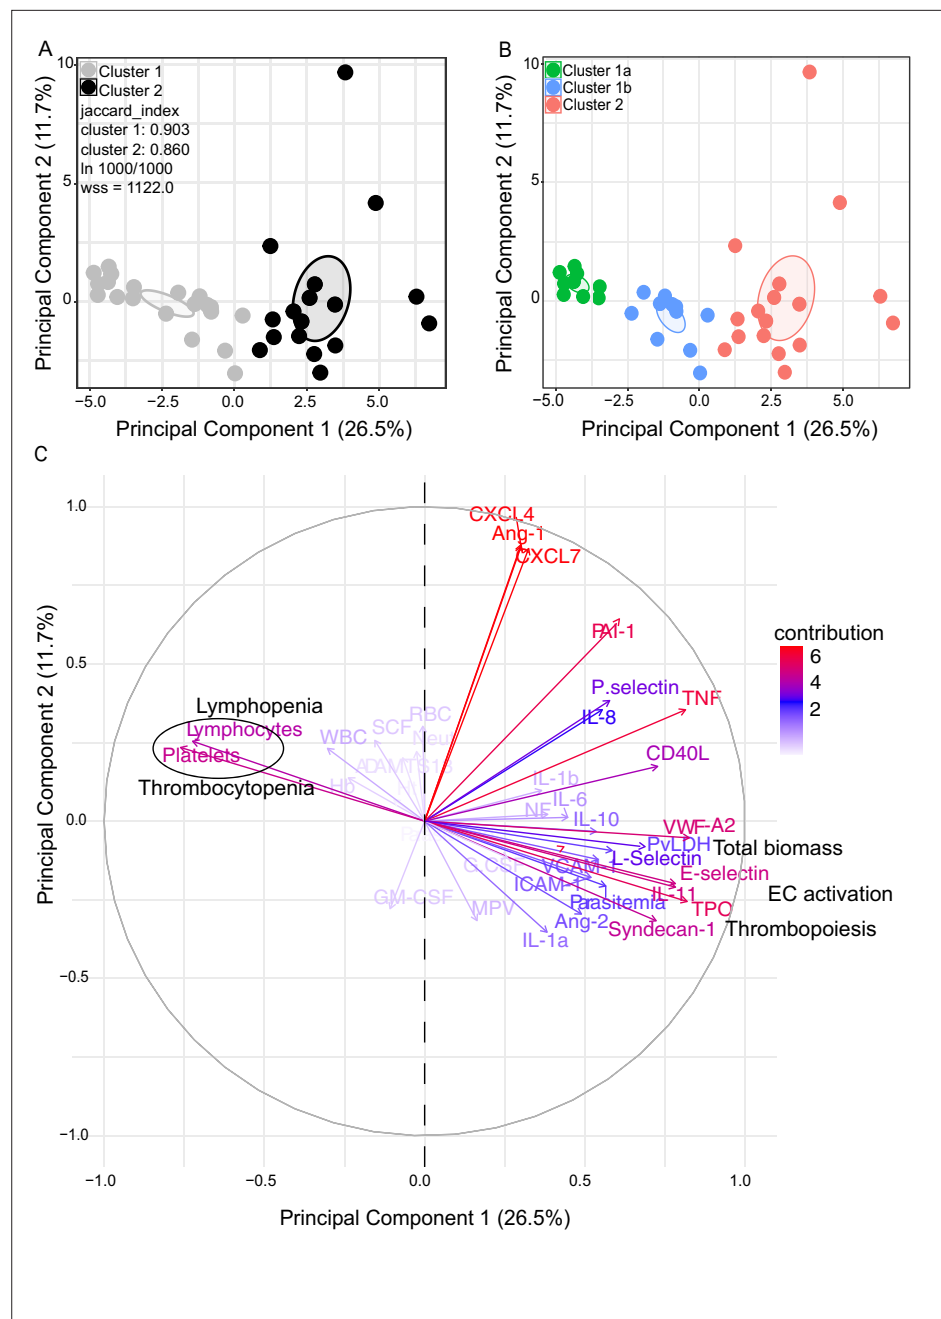 A
Principal Component 2 (11.7%)
10
5
0
Cluster 1
Cluster 2
jaccard_index
cluster 1: 0.903
cluster 2: 0.860
ln 1000/1000
wss = 1122.0
−5.0 −2.5 0.0 2.5 5.0
Principal Component 1 (26.5%)
B
Principal Component 2 (11.7%)
10
5
0
Cluster 1a
Cluster 1b
Cluster 2
−5.0 −2.5 0.0 2.5 5.0
Principal Component 1 (26.5%)
C
Principal Component 2 (11.7%)
1.0
0.5
0.0
−0.5
−1.0
CXCL4
Ang-1
CXCL7
PAI-1
P.selectin
IL-8
TNF
CD40L
Lymphopenia
Lymphocytes
Platelets
Thrombocytopenia
WBC
SCF
RBC
Neut
ADAMTS13
Hb
IL-1b
IL-6
NE
IL-10
VWF-A2
PvLDH
Total biomass
L-Selectin
VCAM-1
E-selectin
ICAM-1
IL-11
EC activation
Parasitemia
TPO
GM-CSF
MPV
Ang-2
Syndecan-1
Thrombopoiesis
IL-1a
contribution
6
4
2
−1.0 −0.5 0.0 0.5 1.0
Principal Component 1 (26.5%)